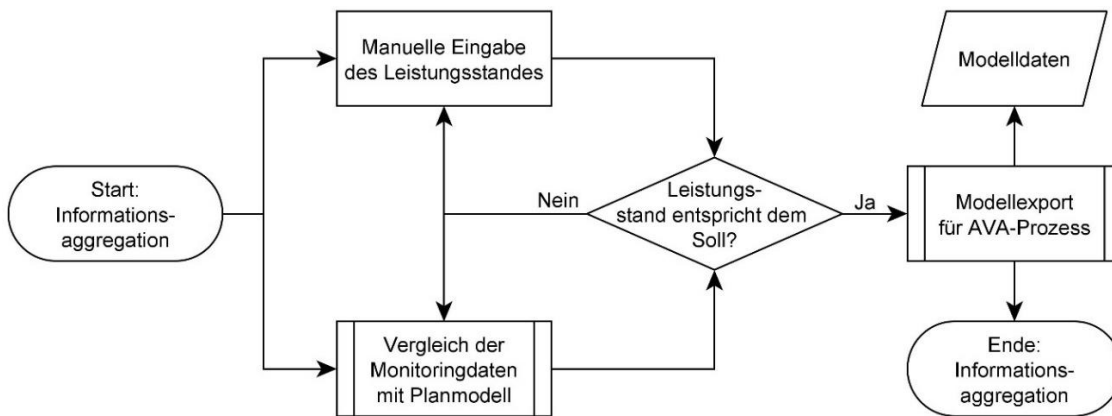 Manuelle Eingabe
des Leistungsstandes
Modelldaten
Start:
Informations-
aggregation
Nein
Leistungs-
stand entspricht dem
Soll?
Ja
Modellexport
für AVA-Prozess
Vergleich der
Monitoringdaten
mit Planmodell
Ende:
Informations-
aggregation